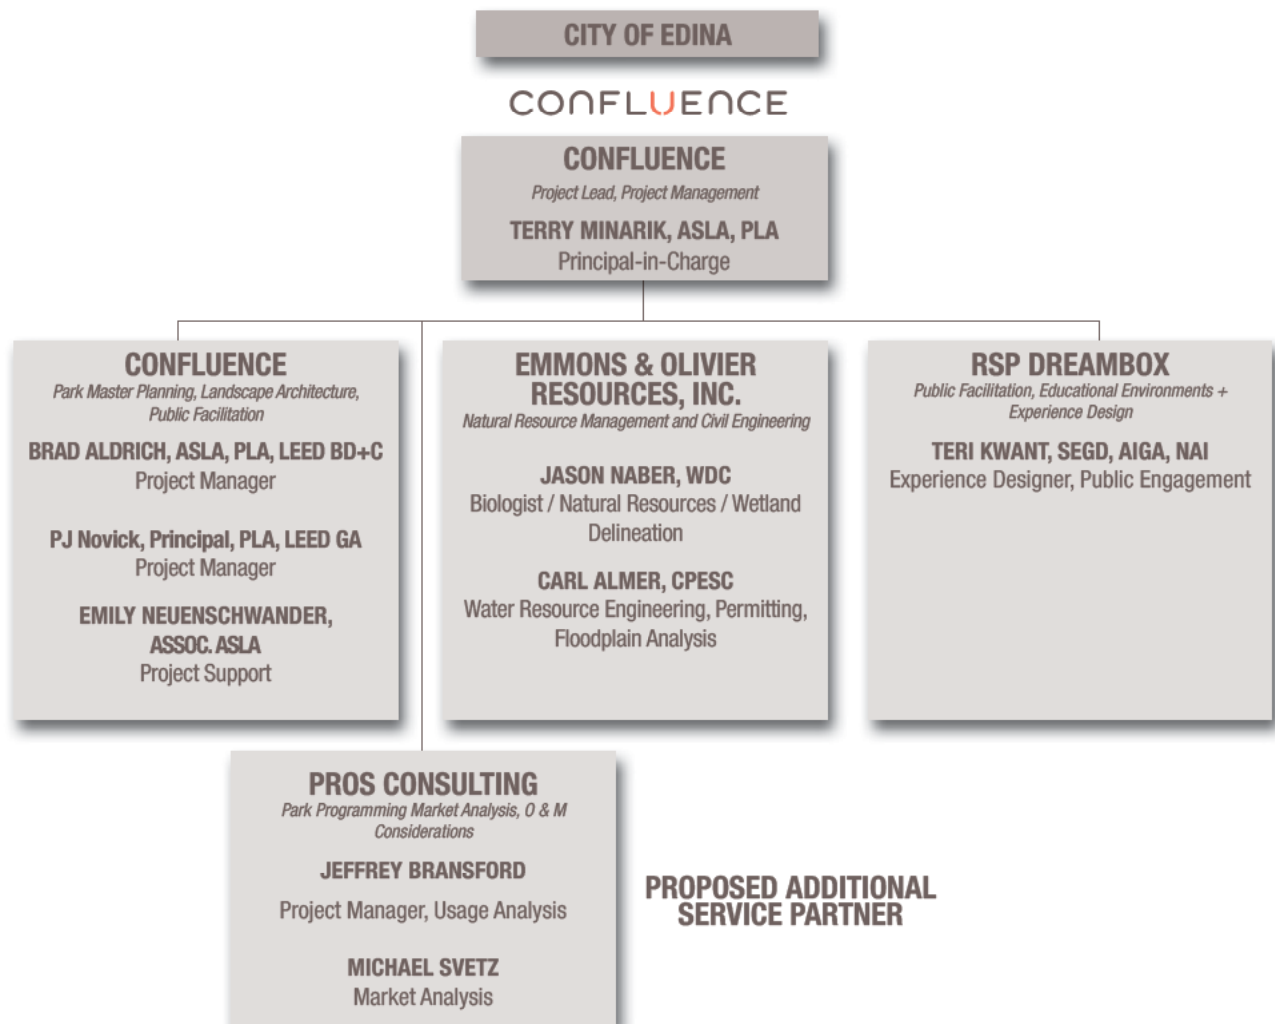 CITY OF EDINA
CONFLUENCE
CONFLUENCE
Project Lead, Project Management
TERRY MINARIK, ASLA, PLA
Principal-in-Charge
CONFLUENCE
Park Master Planning, Landscape Architecture,
Public Facilitation
BRAD ALDRICH, ASLA, PLA, LEED BD+C
Project Manager
PJ Novick, Principal, PLA, LEED GA
Project Manager
EMILY NEUENSCHWANDER,
ASSOC. ASLA
Project Support
EMMONS & OLIVIER
RESOURCES, INC.
Natural Resource Management and Civil Engineering
JASON NABER, WDC
Biologist / Natural Resources / Wetland
Delineation
CARL ALMER, CPESC
Water Resource Engineering, Permitting,
Floodplain Analysis
RSP DREAMBOX
Public Facilitation, Educational Environments +
Experience Design
TERI KWANT, SEGD, AIGA, NAI
Experience Designer, Public Engagement
PROS CONSULTING
Park Programming Market Analysis, O & M
Considerations
JEFFREY BRANSFORD
Project Manager, Usage Analysis
MICHAEL SVETZ
Market Analysis
PROPOSED ADDITIONAL
SERVICE PARTNER